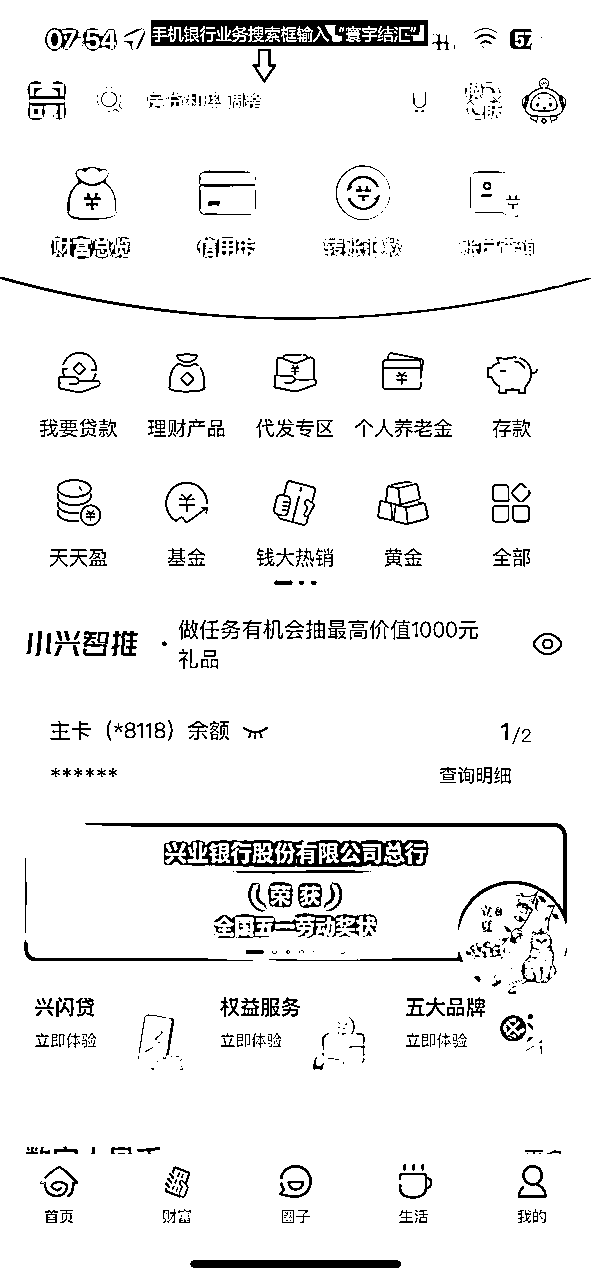 07:54
手机银行业务搜索框输入“寰宇结汇”
57
财富总览 信用卡 转账汇款 账户查询
我要贷款 理财产品 代发专区 个人养老金 存款
天天盈 基金 钱大热销 黄金 全部
小兴智推 · 做任务有机会抽最高价值1000元
礼品
主卡（*8118）余额 1/2
****** 查询明细
兴业银行股份有限公司总行
荣获
全国五一劳动奖状
兴闪贷 权益服务 五大品牌
立即体验 立即体验 立即体验
首页 财富 圈子 生活 我的